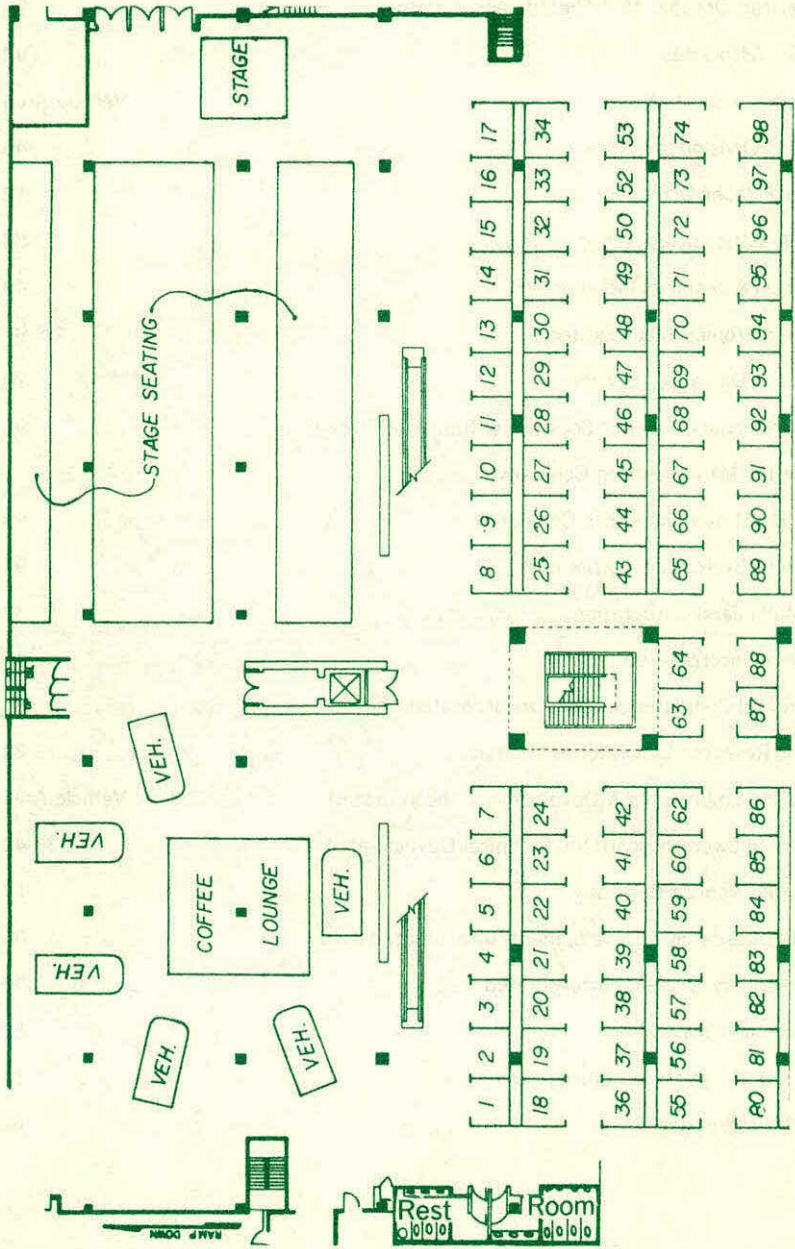 STAGE
STAGE SEATING
VEH.
VEH.
VEH.
VEH.
VEH.
VEH.
COFFEE
LOUNGE
RAMP DOWN
Rest Room
1 2 3 4 5 6 7 8 9 10 11 12 13 14 15 16 17
18 19 20 21 22 23 24 25 26 27 28 29 30 31 32 33 34
36 37 38 39 40 41 42 43 44 45 46 47 48 49 50 52 53
55 56 57 58 59 60 62 63 64 65 66 67 68 69 70 71 72 73 74
80 81 82 83 84 85 86 87 88 89 90 91 92 93 94 95 96 97 98